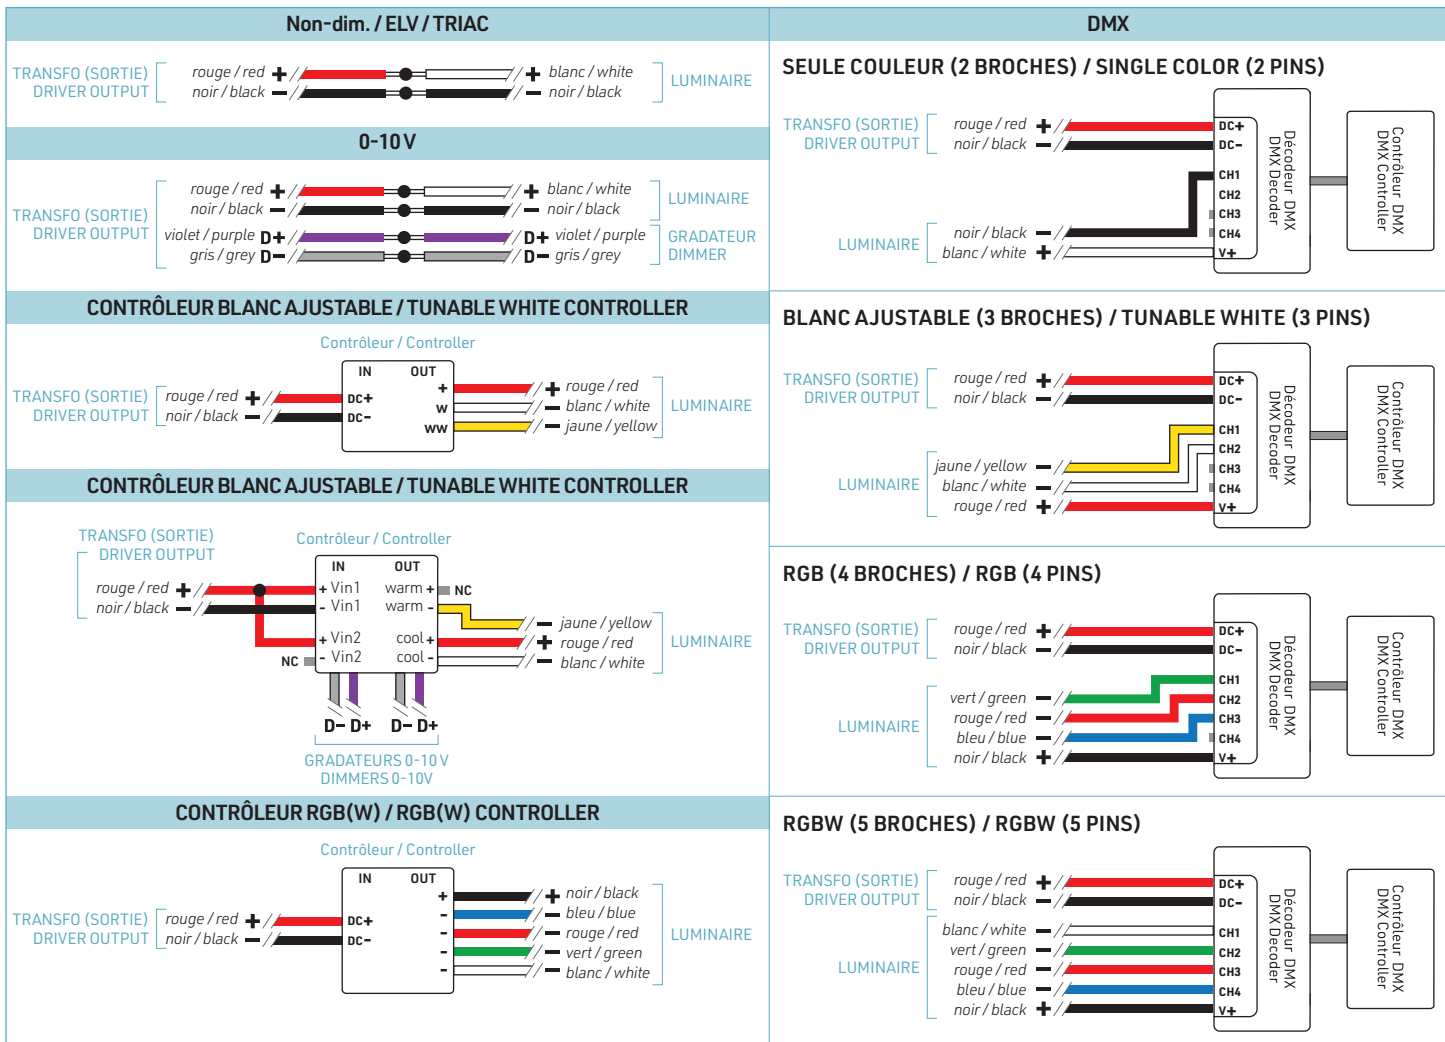 Non-dim. / ELV / TRIAC
TRANSFO (SORTIE)
DRIVER OUTPUT
rouge / red +
noir / black −
+ blanc / white
− noir / black
LUMINAIRE
0-10 V
TRANSFO (SORTIE)
DRIVER OUTPUT
rouge / red +
noir / black −
violet / purple D+
gris / grey D−
+ blanc / white
− noir / black
D+ violet / purple
D− gris / grey
LUMINAIRE
GRADATEUR
DIMMER
CONTRÔLEUR BLANC AJUSTABLE / TUNABLE WHITE CONTROLLER
Contrôleur / Controller
TRANSFO (SORTIE)
DRIVER OUTPUT
rouge / red +
noir / black −
IN OUT
DC+
DC−
+
W
WW
+ rouge / red
− blanc / white
− jaune / yellow
LUMINAIRE
CONTRÔLEUR BLANC AJUSTABLE / TUNABLE WHITE CONTROLLER
TRANSFO (SORTIE)
DRIVER OUTPUT
Contrôleur / Controller
rouge / red +
noir / black −
IN OUT
+ Vin1 warm + NC
- Vin1 warm -
+ Vin2 cool +
NC - Vin2 cool -
− jaune / yellow
+ rouge / red
− blanc / white
LUMINAIRE
D− D+ D− D+
GRADATEURS 0-10 V
DIMMERS 0-10V
CONTRÔLEUR RGB(W) / RGB(W) CONTROLLER
Contrôleur / Controller
TRANSFO (SORTIE)
DRIVER OUTPUT
rouge / red +
noir / black −
IN OUT
DC+
DC−
+
-
-
-
-
+ noir / black
− bleu / blue
− rouge / red
− vert / green
− blanc / white
LUMINAIRE
DMX
SEULE COULEUR (2 BROCHES) / SINGLE COLOR (2 PINS)
TRANSFO (SORTIE)
DRIVER OUTPUT
rouge / red +
noir / black −
LUMINAIRE
noir / black −
blanc / white +
DC+
DC−
CH1
CH2
CH3
CH4
V+
Décodeur DMX
DMX Decoder
Contrôleur DMX
DMX Controller
BLANC AJUSTABLE (3 BROCHES) / TUNABLE WHITE (3 PINS)
TRANSFO (SORTIE)
DRIVER OUTPUT
rouge / red +
noir / black −
LUMINAIRE
jaune / yellow −
blanc / white −
rouge / red +
DC+
DC−
CH1
CH2
CH3
CH4
V+
Décodeur DMX
DMX Decoder
Contrôleur DMX
DMX Controller
RGB (4 BROCHES) / RGB (4 PINS)
TRANSFO (SORTIE)
DRIVER OUTPUT
rouge / red +
noir / black −
LUMINAIRE
vert / green −
rouge / red −
bleu / blue −
noir / black +
DC+
DC−
CH1
CH2
CH3
CH4
V+
Décodeur DMX
DMX Decoder
Contrôleur DMX
DMX Controller
RGBW (5 BROCHES) / RGBW (5 PINS)
TRANSFO (SORTIE)
DRIVER OUTPUT
rouge / red +
noir / black −
LUMINAIRE
blanc / white −
vert / green −
rouge / red −
bleu / blue −
noir / black +
DC+
DC−
CH1
CH2
CH3
CH4
V+
Décodeur DMX
DMX Decoder
Contrôleur DMX
DMX Controller